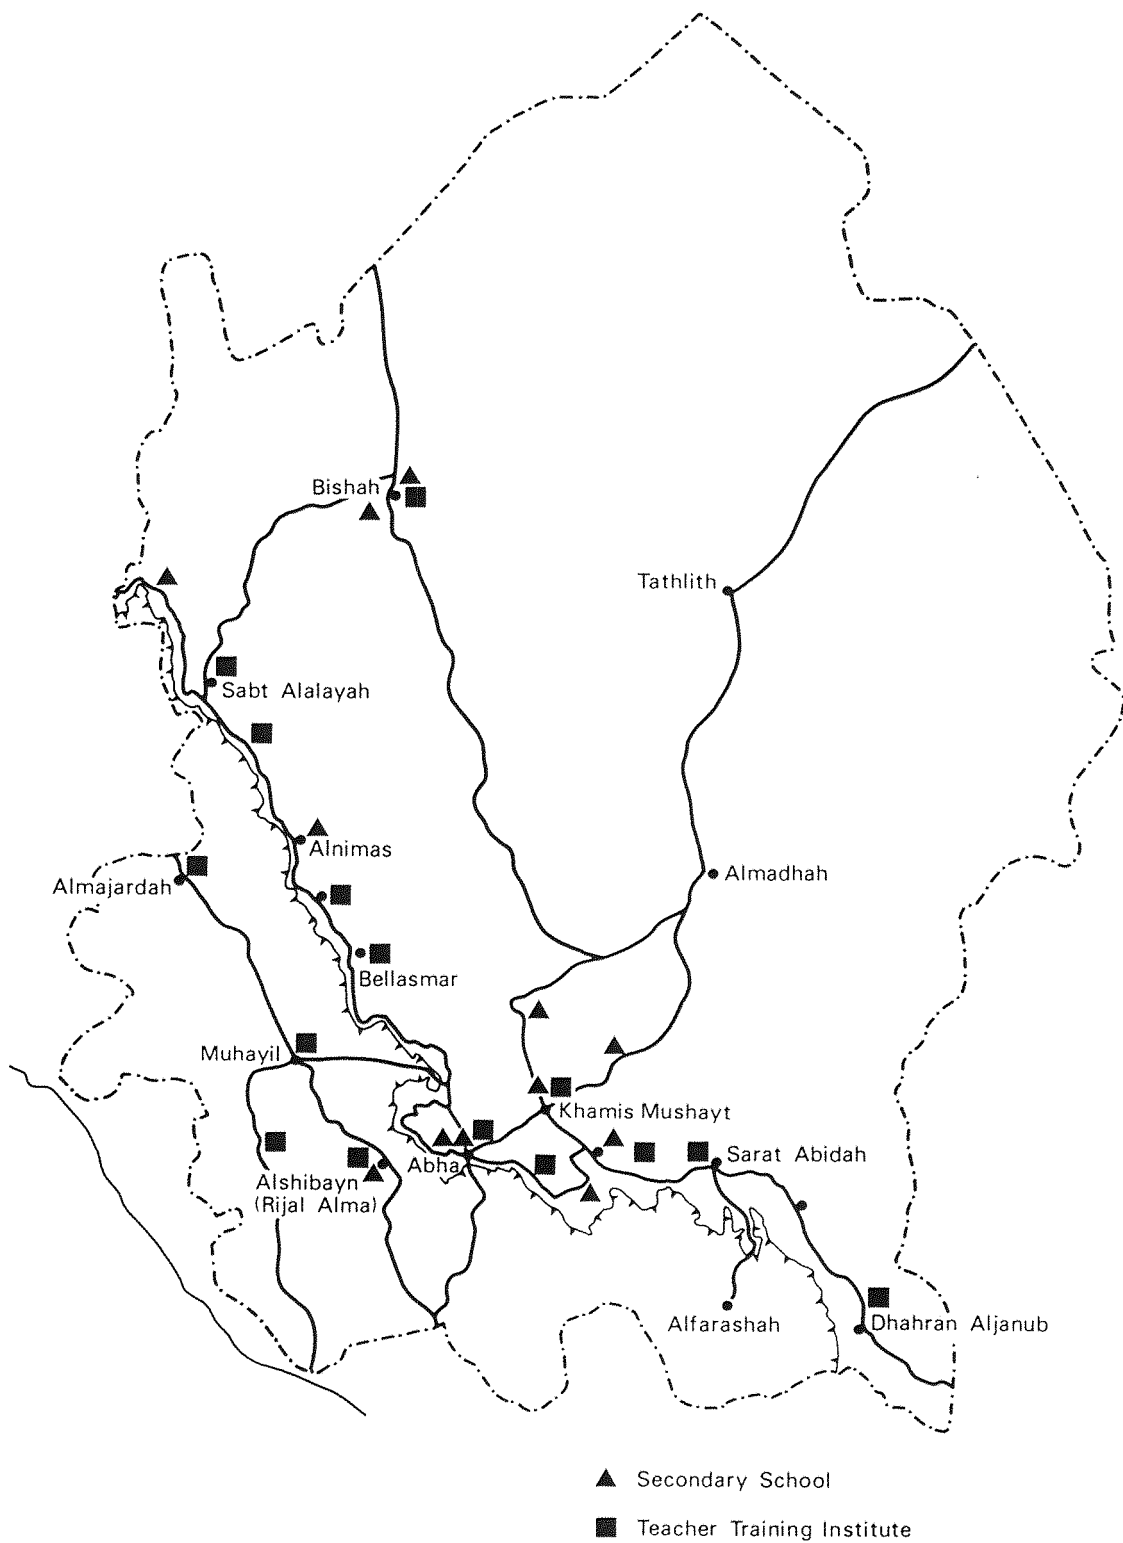 Bishah
Tathlith
Sabt Alalayah
Alnimas
Almadhah
Almajardah
Bellasmar
Muhayil
Khamis Mushayt
Sarat Abidah
Abha
Alshibayn
(Rijal Alma)
Alfarashah
Dhahran Aljanub
Secondary School
Teacher Training Institute